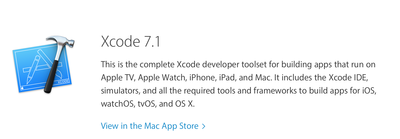 Xcode 7.1
This is the complete Xcode developer toolset for building apps that run on
Apple TV, Apple Watch, iPhone, iPad, and Mac. It includes the Xcode IDE,
simulators, and all the required tools and frameworks to build apps for iOS,
watchOS, tvOS, and OS X.
View in the Mac App Store >